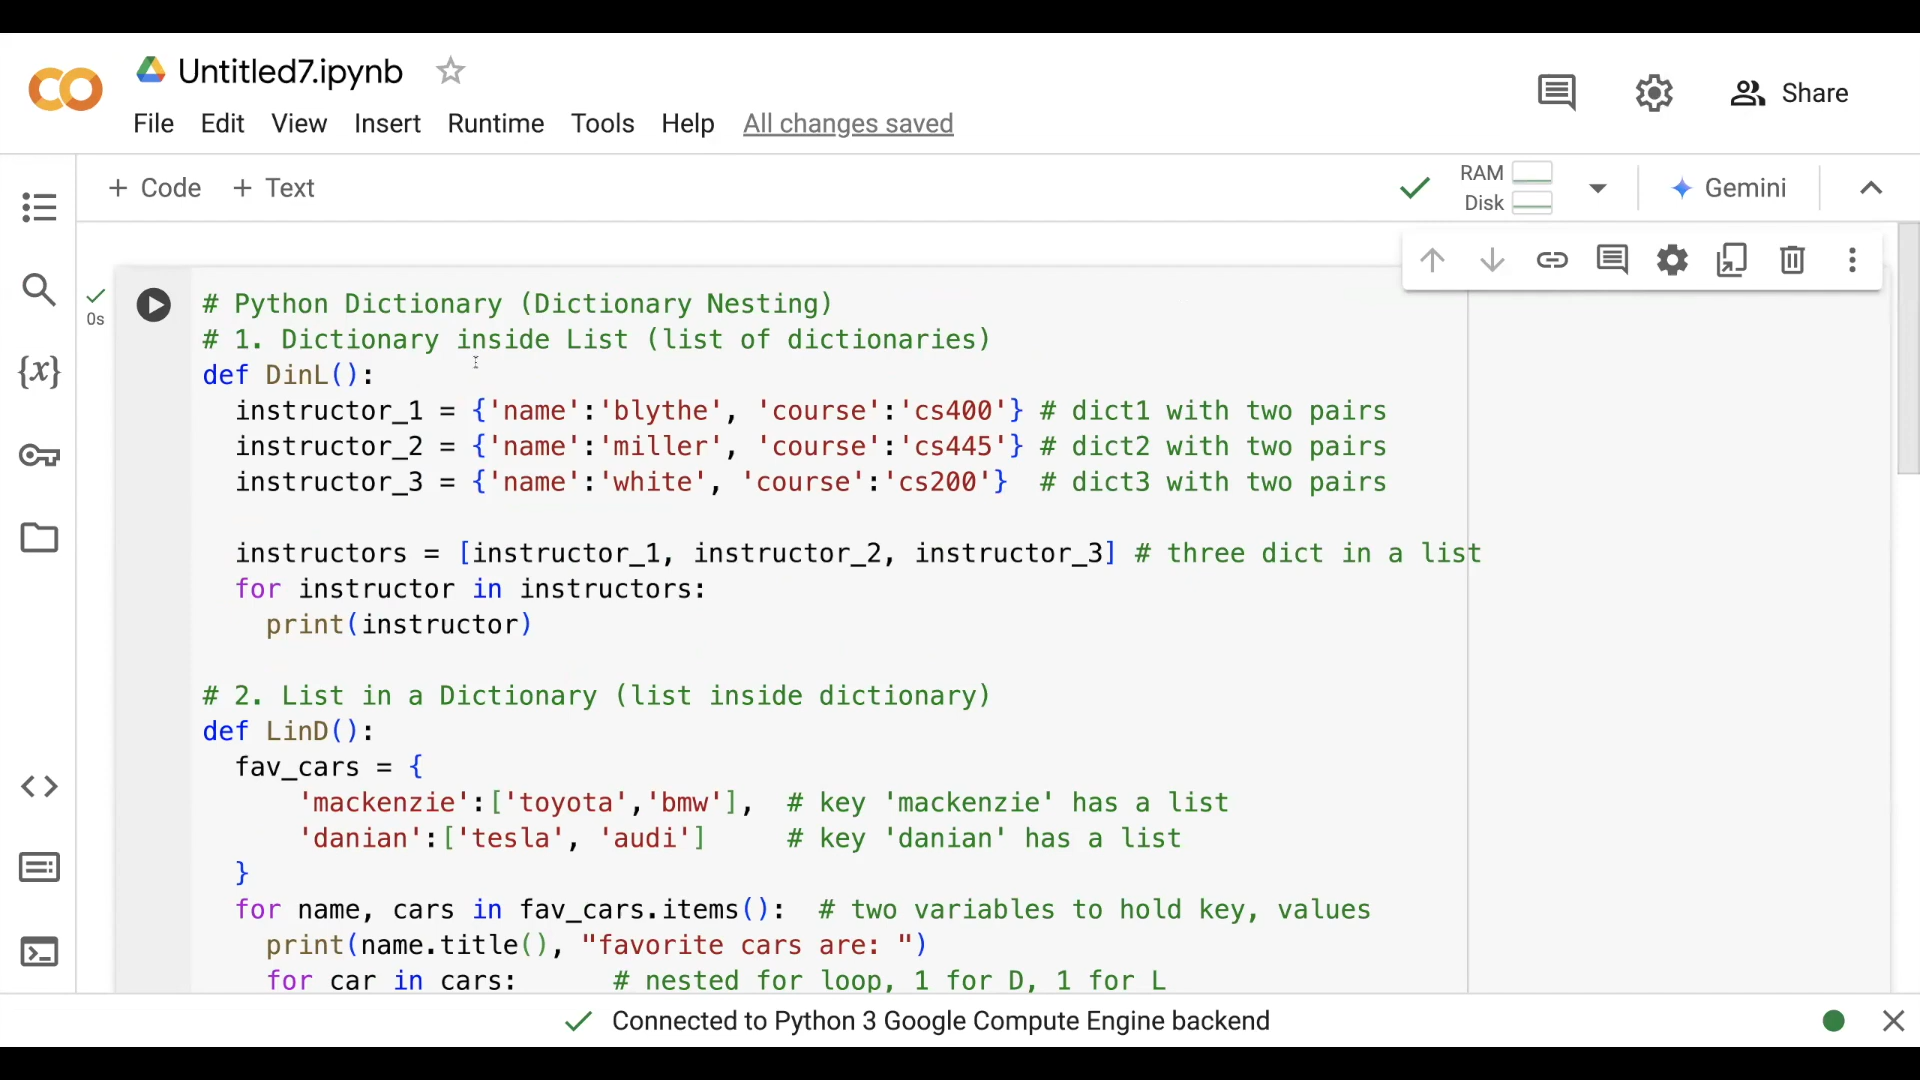 Untitled7.ipynb
File Edit View Insert Runtime Tools Help All changes saved
Share
+ Code + Text
RAM
Disk
Gemini
{x}
0s
# Python Dictionary (Dictionary Nesting)
# 1. Dictionary inside List (list of dictionaries)
def DinL():
  instructor_1 = {'name':'blythe', 'course':'cs400'} # dict1 with two pairs
  instructor_2 = {'name':'miller', 'course':'cs445'} # dict2 with two pairs
  instructor_3 = {'name':'white', 'course':'cs200'}  # dict3 with two pairs
  instructors = [instructor_1, instructor_2, instructor_3] # three dict in a list
  for instructor in instructors:
    print(instructor)
# 2. List in a Dictionary (list inside dictionary)
def LinD():
  fav_cars = {
      'mackenzie':['toyota','bmw'],  # key 'mackenzie' has a list
      'danian':['tesla', 'audi']     # key 'danian' has a list
  }
  for name, cars in fav_cars.items():  # two variables to hold key, values
    print(name.title(), "favorite cars are: ")
    for car in cars:      # nested for loop, 1 for D, 1 for L
Connected to Python 3 Google Compute Engine backend